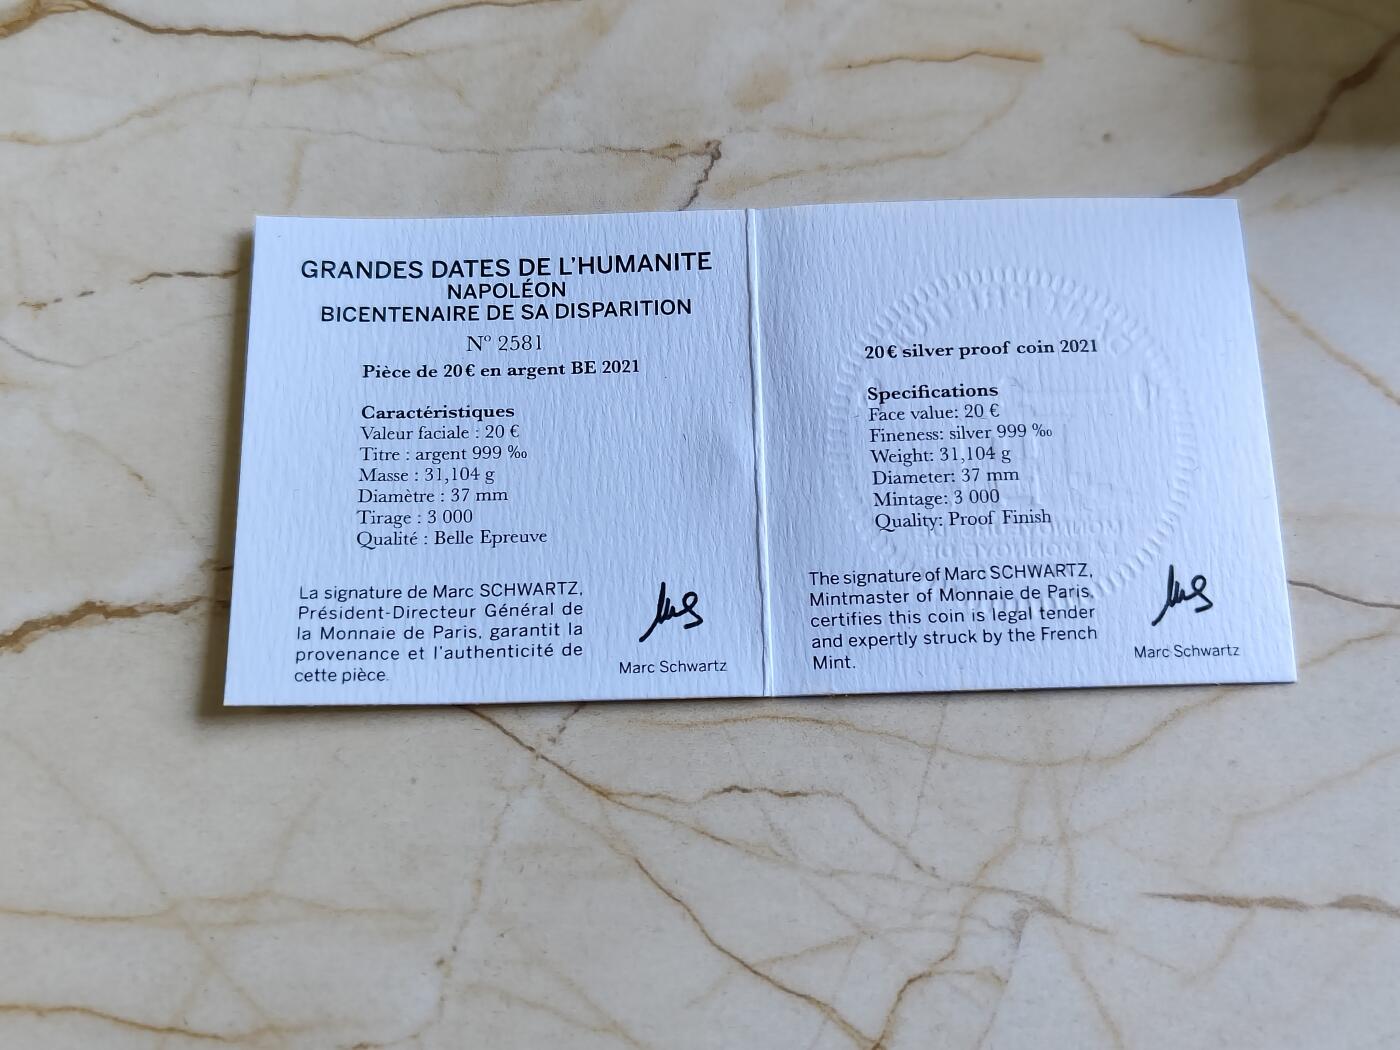 GRANDES DATES DE L'HUMANITE
NAPOLÉON
BICENTENAIRE DE SA DISPARITION
Nº 2581
Pièce de 20€ en argent BE 2021
Caractéristiques
Valeur faciale : 20 €
Titre : argent 999 ‰
Masse : 31,104 g
Diamètre : 37 mm
Tirage : 3 000
Qualité : Belle Epreuve
La signature de Marc SCHWARTZ,
Président-Directeur Général de
la Monnaie de Paris, garantit la
provenance et l'authenticité de
cette pièce.
Marc Schwartz
20€ silver proof coin 2021
Specifications
Face value: 20 €
Fineness: silver 999 ‰
Weight: 31,104 g
Diameter: 37 mm
Mintage: 3 000
Quality: Proof Finish
The signature of Marc SCHWARTZ,
Mintmaster of Monnaie de Paris,
certifies this coin is legal tender
and expertly struck by the French
Mint.
Marc Schwartz